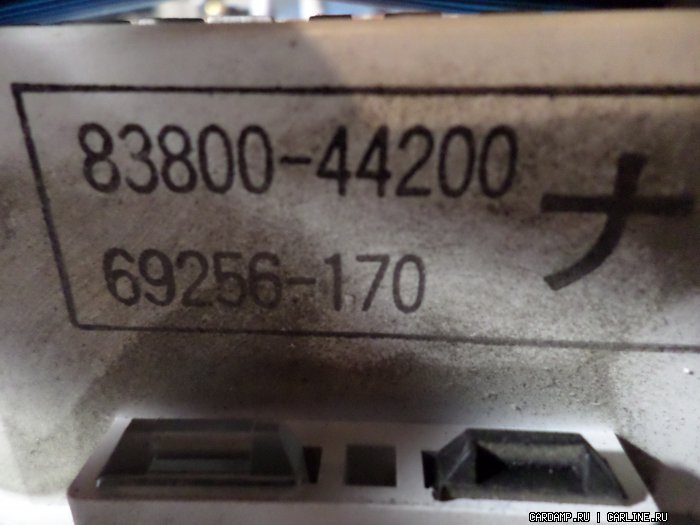 83800-44200
ナ
69256-170
CARDAMP.RU | CARLINE.RU